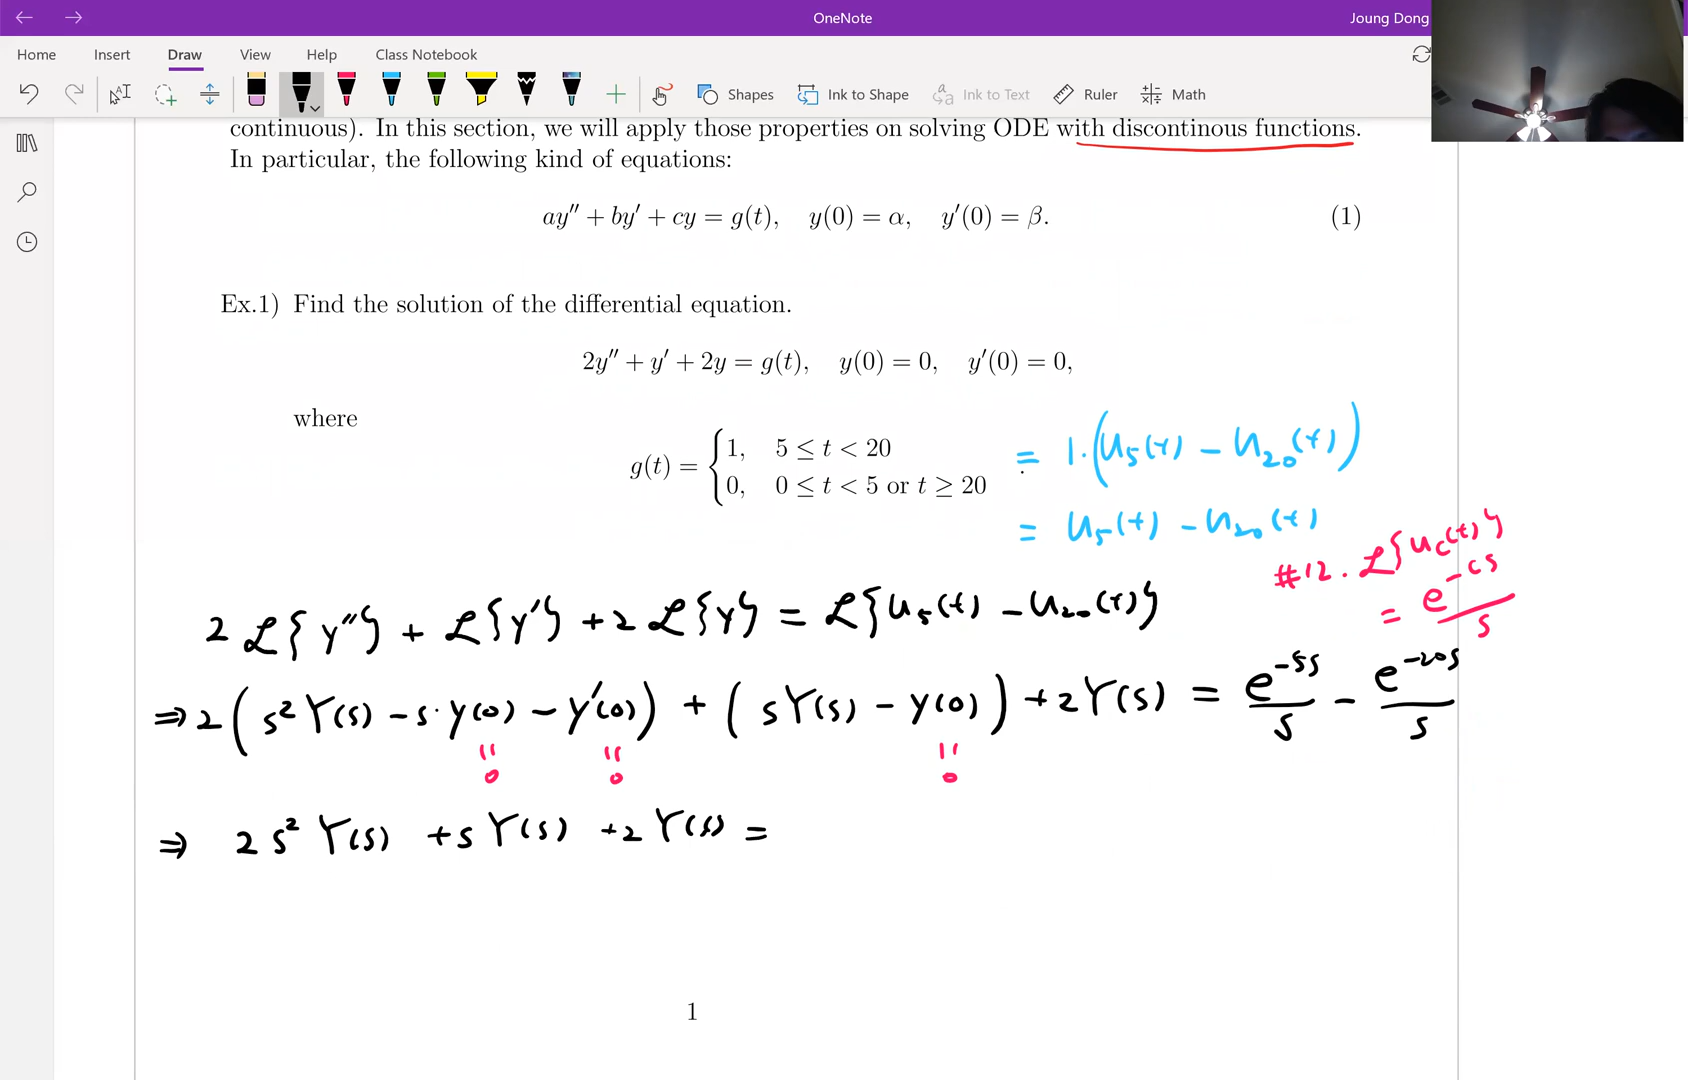 OneNote
Joung Dong
Home Insert Draw View Help Class Notebook
Shapes Ink to Shape Ink to Text Ruler Math
continuous). In this section, we will apply those properties on solving ODE with discontinous functions.
In particular, the following kind of equations:
ay″ + by′ + cy = g(t), y(0) = α, y′(0) = β. (1)
Ex.1) Find the solution of the differential equation.
2y″ + y′ + 2y = g(t), y(0) = 0, y′(0) = 0,
where
g(t) = { 1, 5 ≤ t < 20
0, 0 ≤ t < 5 or t ≥ 20
= 1·(u₅(t) − u₂₀(t))
= u₅(t) − u₂₀(t)
#12. ℒ{u_c(t)}
= e^{-cs}/s
2ℒ{y″} + ℒ{y′} + 2ℒ{y} = ℒ{u₅(t) − u₂₀(t)}
⇒ 2(s²Y(s) − s·y(0) − y′(0)) + (sY(s) − y(0)) + 2Y(s) = e^{-5s}/s − e^{-20s}/s
= 0 = 0 = 0
⇒ 2s²Y(s) + sY(s) + 2Y(s) =
1